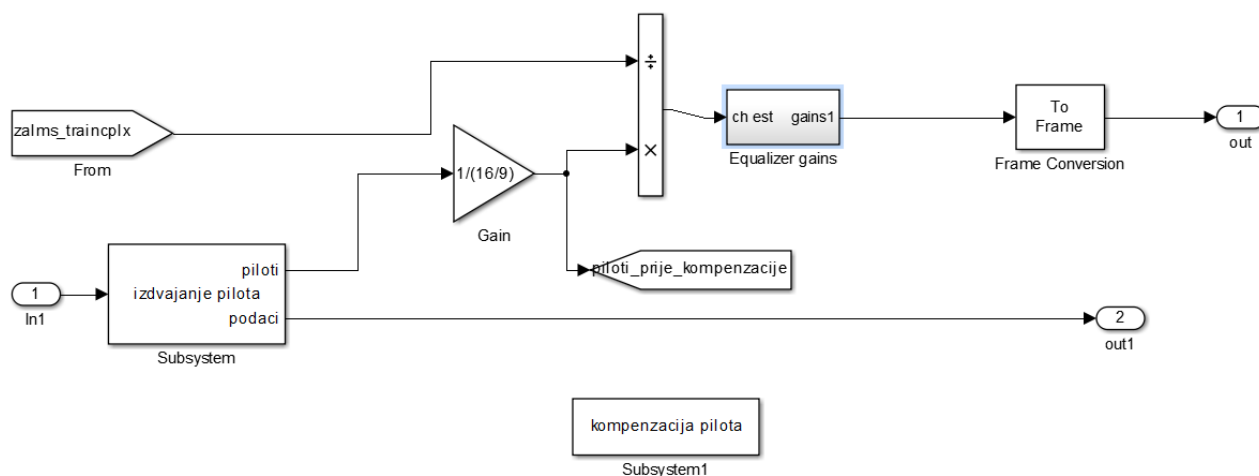 ÷
zalms_traincplx
From
1/(16/9)
Gain
×
ch est gains1
Equalizer gains
To
Frame
Frame Conversion
1
out
piloti
izdvajanje pilota
podaci
Subsystem
1
In1
piloti_prije_kompenzacije
2
out1
kompenzacija pilota
Subsystem1